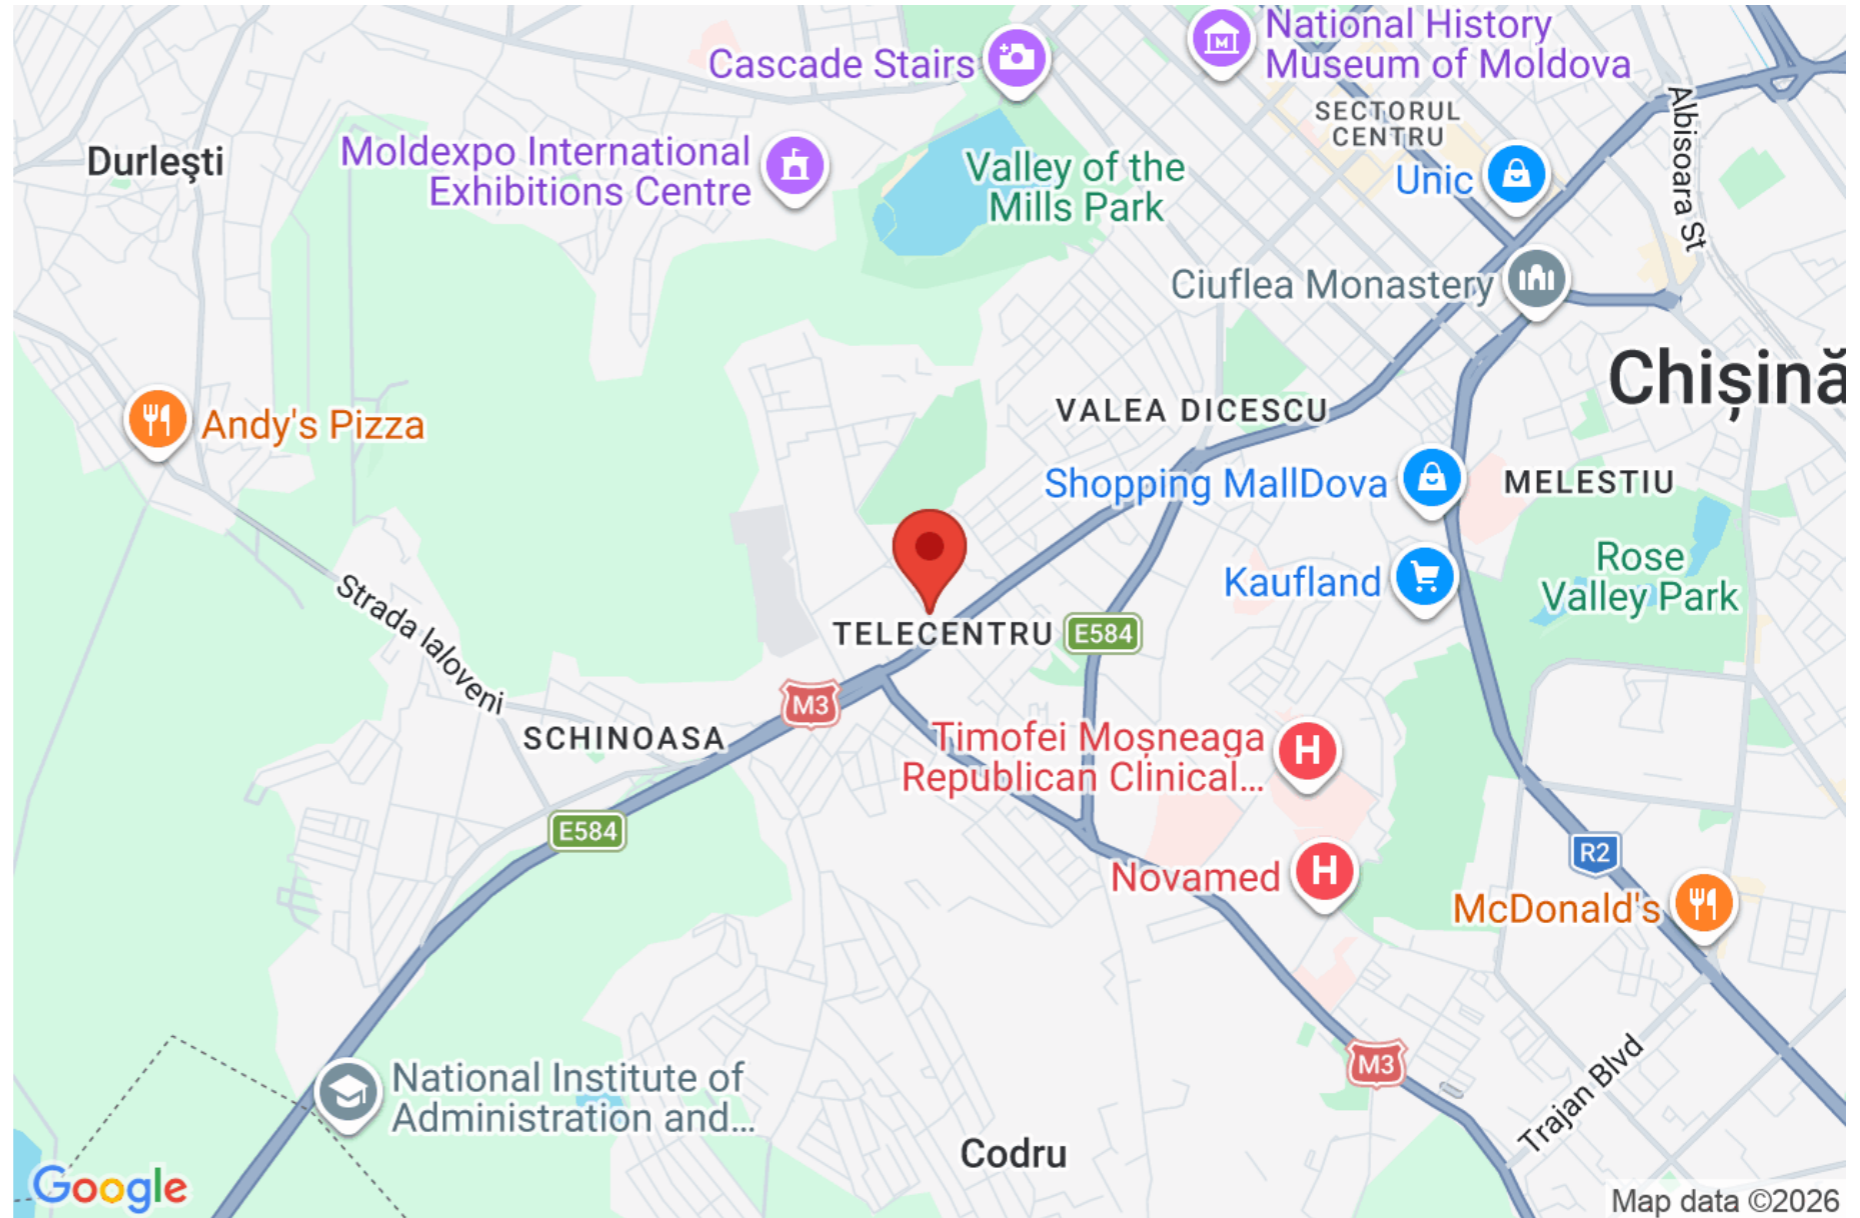 National History
Museum of Moldova
Cascade Stairs
SECTORUL
CENTRU
Albisoara St
Durleşti
Moldexpo International
Exhibitions Centre
Valley of the
Mills Park
Unic
Ciuflea Monastery
Chișină
Andy's Pizza
VALEA DICESCU
Shopping MallDova
MELESTIU
Rose
Valley Park
Kaufland
Strada Ialoveni
TELECENTRU
E584
M3
SCHINOASA
Timofei Moșneaga
Republican Clinical...
E584
R2
Novamed
McDonald's
M3
Trajan Blvd
National Institute of
Administration and...
Codru
Google
Map data ©2026